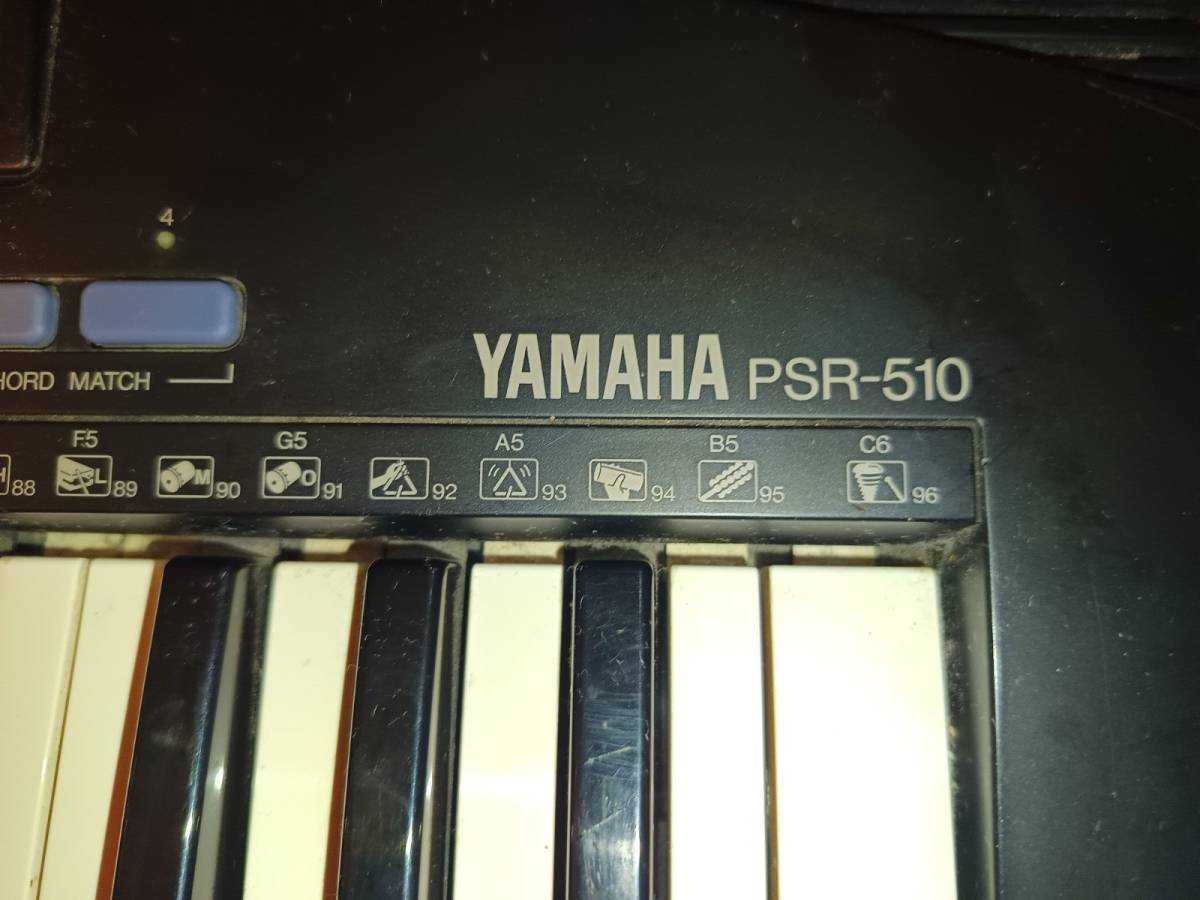 4
HORD MATCH
YAMAHA PSR-510
F5 G5 A5 B5 C6
H 88 L 89 M 90 O 91 92 93 94 95 96